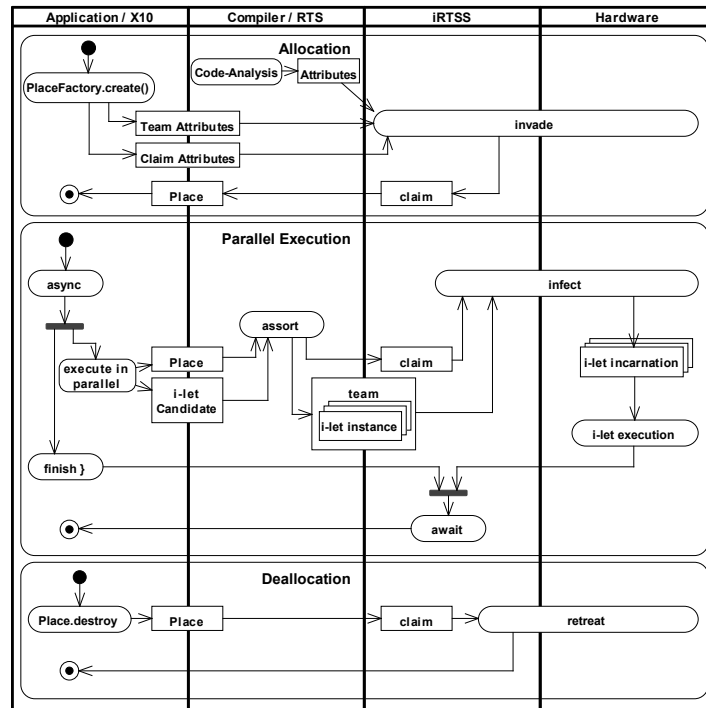 Application / X10
Compiler / RTS
iRTSS
Hardware
Allocation
PlaceFactory.create()
Code-Analysis
Attributes
Team Attributes
invade
Claim Attributes
Place
claim
Parallel Execution
async
infect
assort
execute in
parallel
Place
claim
i-let incarnation
i-let
Candidate
team
i-let instance
i-let execution
finish }
await
Deallocation
Place.destroy
Place
claim
retreat